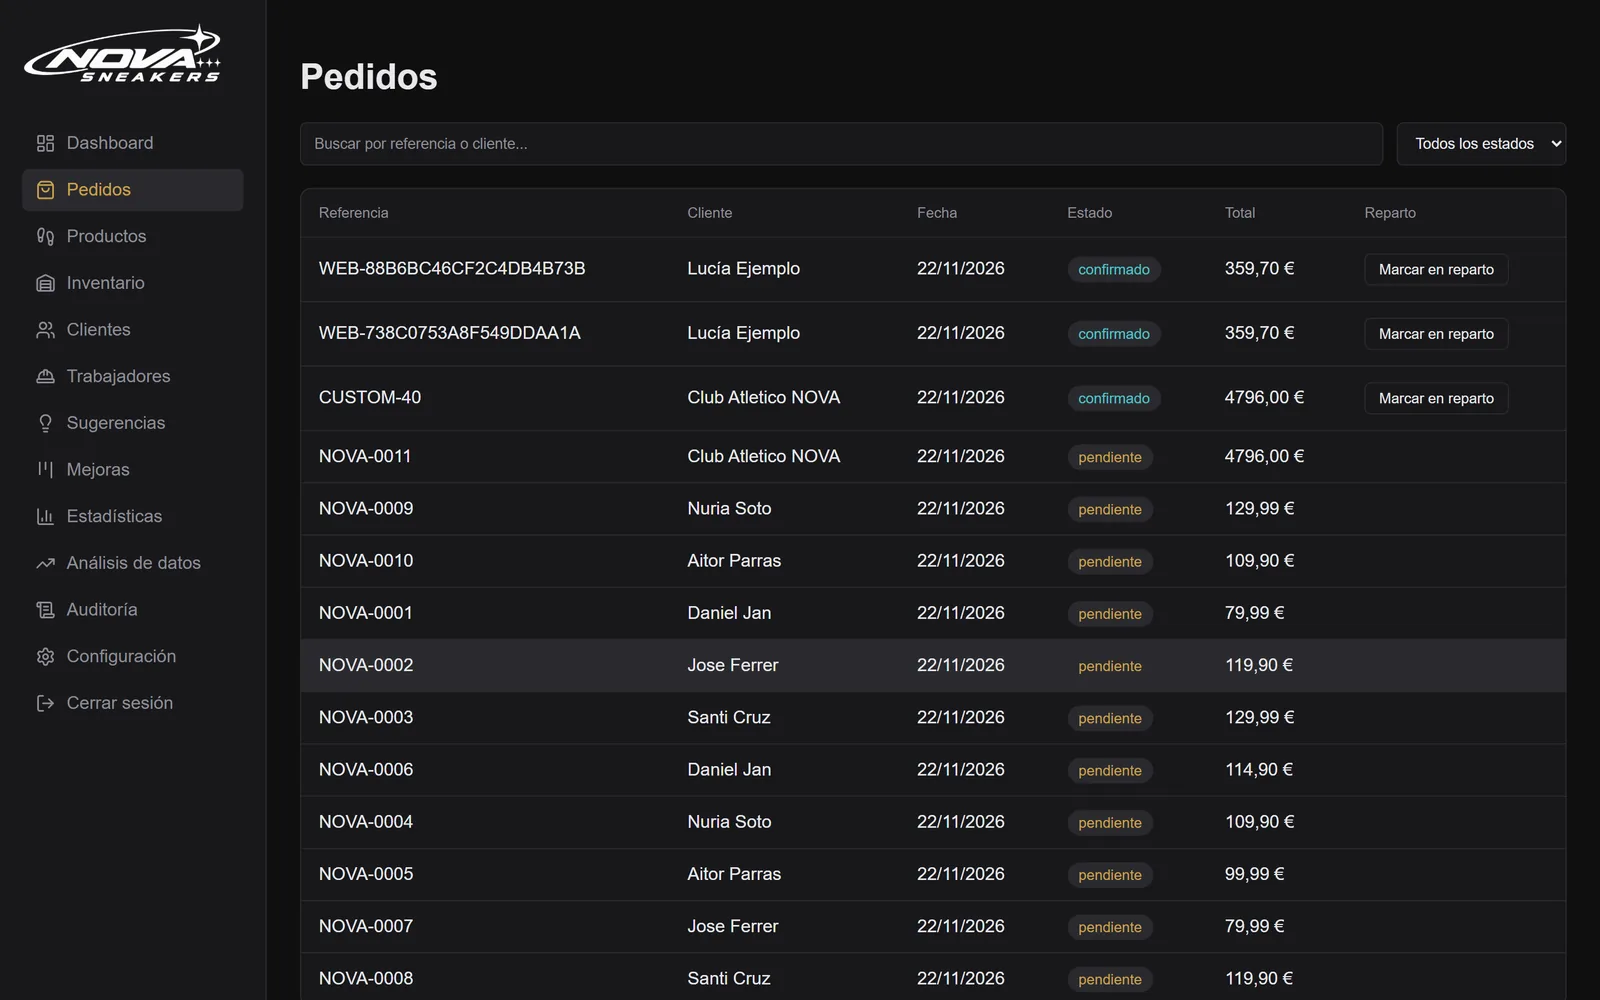 NOVA
SNEAKERS
Dashboard
Pedidos
Productos
Inventario
Clientes
Trabajadores
Sugerencias
Mejoras
Estadísticas
Análisis de datos
Auditoría
Configuración
Cerrar sesión
Pedidos
Buscar por referencia o cliente... Todos los estados
Referencia Cliente Fecha Estado Total Reparto
WEB-88B6BC46CF2C4DB4B73B Lucía Ejemplo 22/11/2026 confirmado 359,70 € Marcar en reparto
WEB-738C0753A8F549DDAA1A Lucía Ejemplo 22/11/2026 confirmado 359,70 € Marcar en reparto
CUSTOM-40 Club Atletico NOVA 22/11/2026 confirmado 4796,00 € Marcar en reparto
NOVA-0011 Club Atletico NOVA 22/11/2026 pendiente 4796,00 €
NOVA-0009 Nuria Soto 22/11/2026 pendiente 129,99 €
NOVA-0010 Aitor Parras 22/11/2026 pendiente 109,90 €
NOVA-0001 Daniel Jan 22/11/2026 pendiente 79,99 €
NOVA-0002 Jose Ferrer 22/11/2026 pendiente 119,90 €
NOVA-0003 Santi Cruz 22/11/2026 pendiente 129,99 €
NOVA-0006 Daniel Jan 22/11/2026 pendiente 114,90 €
NOVA-0004 Nuria Soto 22/11/2026 pendiente 109,90 €
NOVA-0005 Aitor Parras 22/11/2026 pendiente 99,99 €
NOVA-0007 Jose Ferrer 22/11/2026 pendiente 79,99 €
NOVA-0008 Santi Cruz 22/11/2026 pendiente 119,90 €